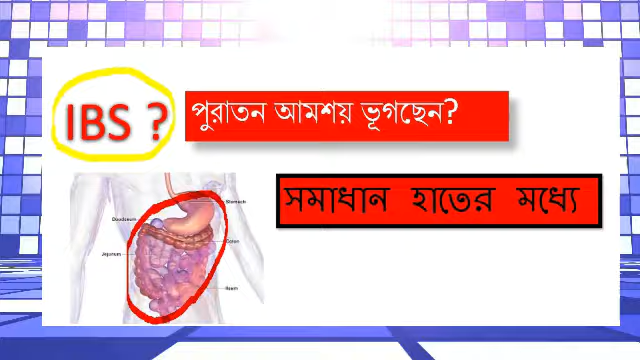 IBS ?
পুরাতন আমশয় ভূগছেন?
সমাধান হাতের মধ্যে
Stomach
Duodenum
Colon
Jejunum
Ileum